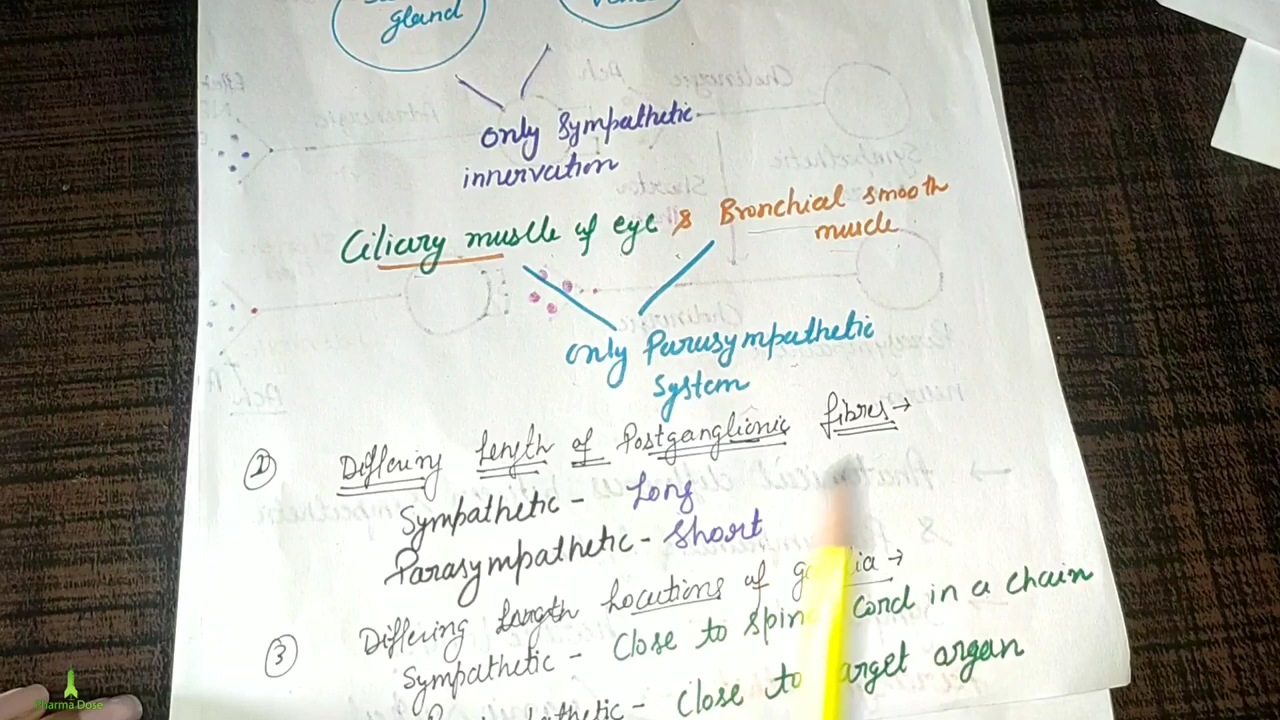 gland
only Sympathetic
innervation
Ciliary muscle of eye & Bronchial smooth
muscle
only Parasympathetic
System
② Differing length of Postganglionic fibres →
Sympathetic - Long
Parasympathetic - Short
③ Differing Length Locations of →
Sympathetic - Close to cord in a chain
Close to organ
Pharma Dose